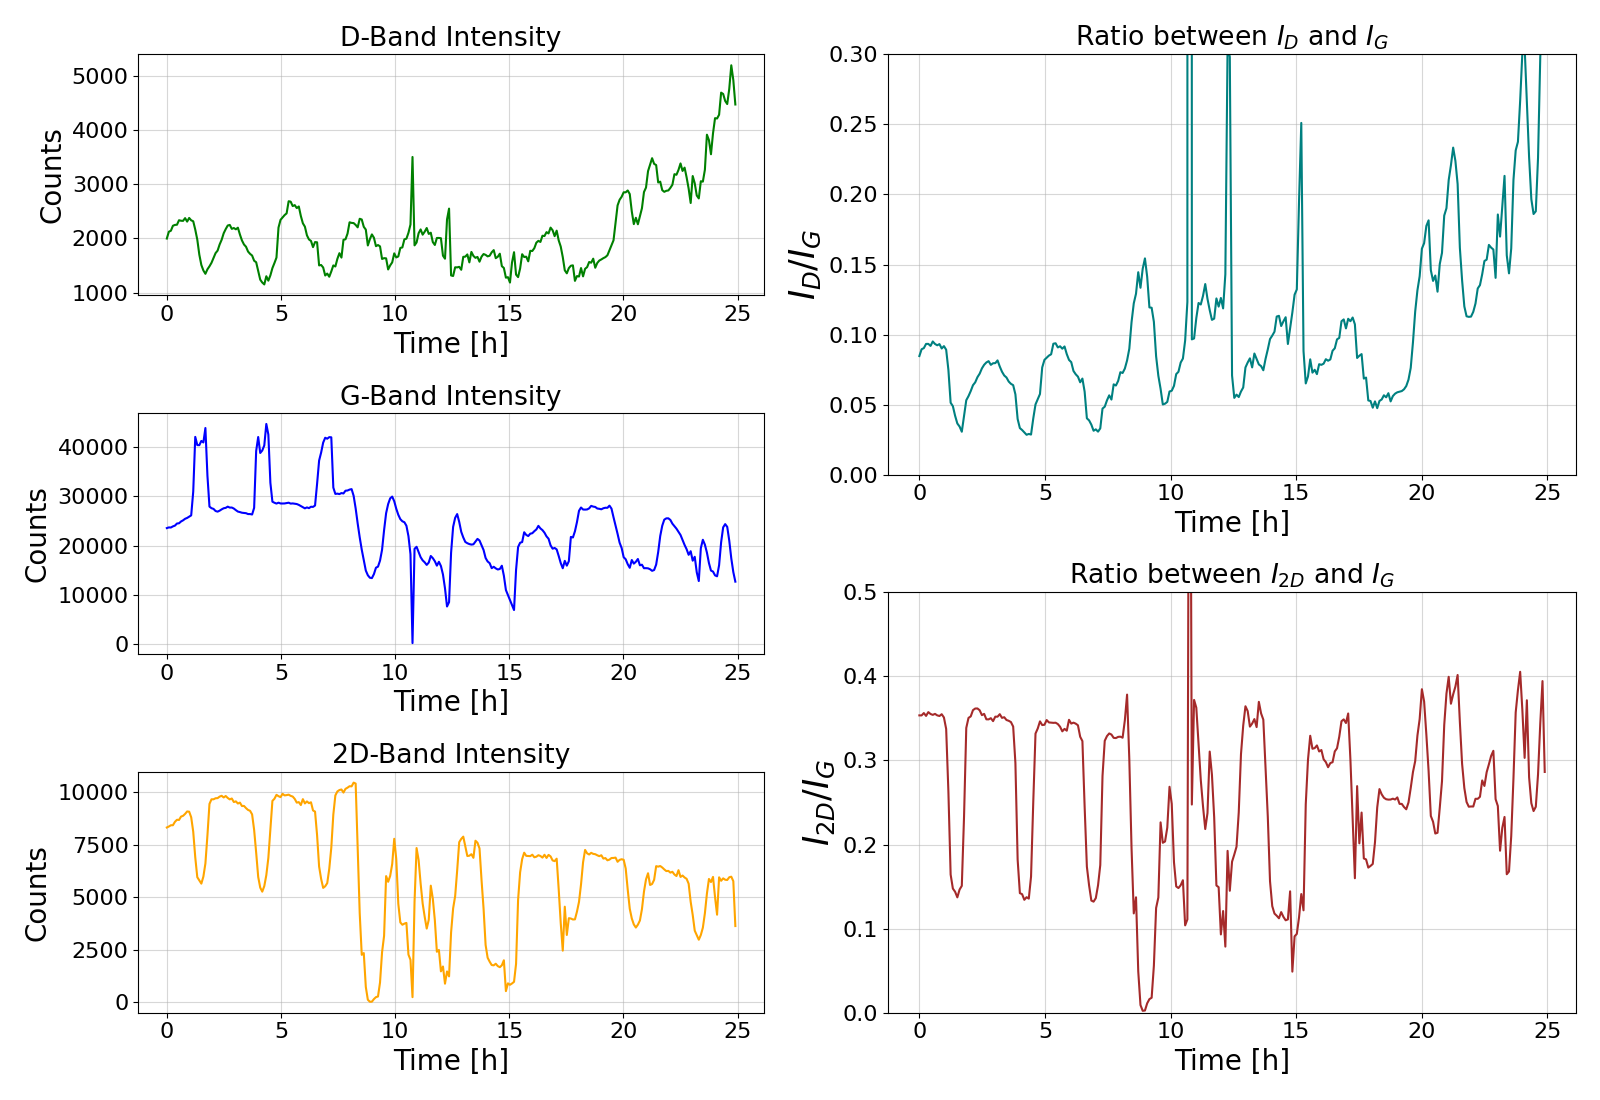 D-Band Intensity
Counts
5000
4000
3000
2000
1000
0 5 10 15 20 25
Time [h]
G-Band Intensity
Counts
40000
30000
20000
10000
0
0 5 10 15 20 25
Time [h]
2D-Band Intensity
Counts
10000
7500
5000
2500
0
0 5 10 15 20 25
Time [h]
Ratio between I_D and I_G
I_D/I_G
0.30
0.25
0.20
0.15
0.10
0.05
0.00
0 5 10 15 20 25
Time [h]
Ratio between I_2D and I_G
I_2D/I_G
0.5
0.4
0.3
0.2
0.1
0.0
0 5 10 15 20 25
Time [h]